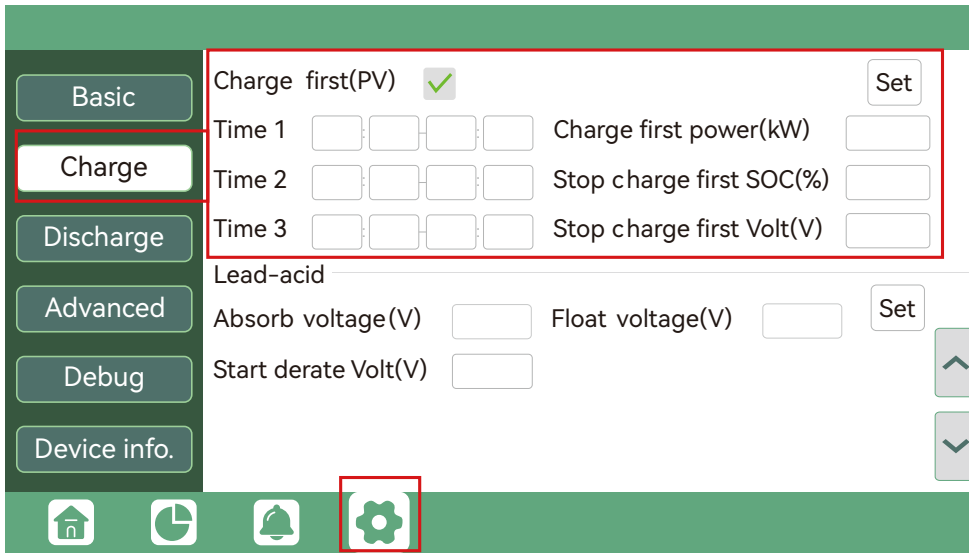 Basic
Charge
Discharge
Advanced
Debug
Device info.
Charge first(PV) Set
Time 1 : - : Charge first power(kW)
Time 2 : - : Stop charge first SOC(%)
Time 3 : - : Stop charge first Volt(V)
Lead-acid
Absorb voltage(V) Float voltage(V) Set
Start derate Volt(V)